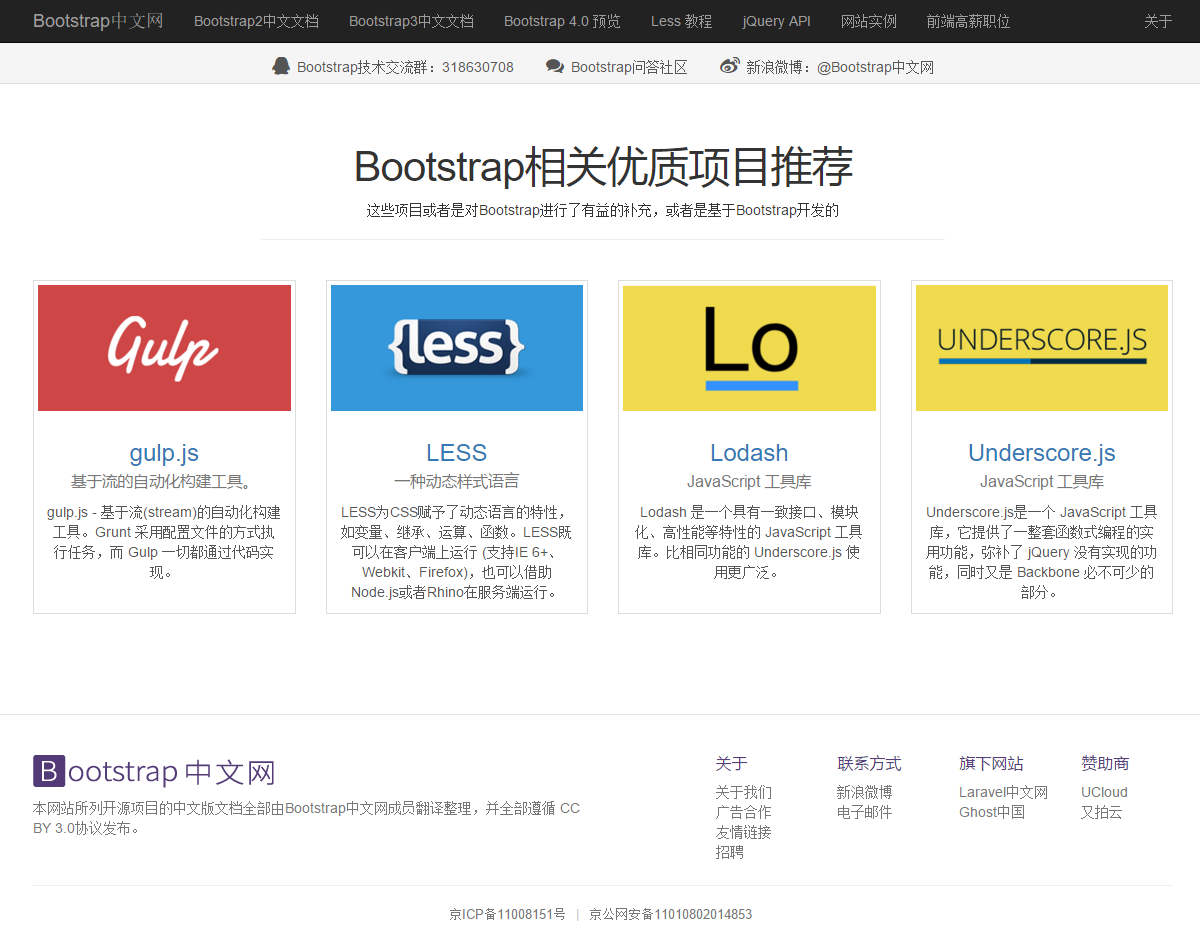 Bootstrap中文网 Bootstrap2中文文档 Bootstrap3中文文档 Bootstrap 4.0 预览 Less 教程 jQuery API 网站实例 前端高薪职位 关于
Bootstrap技术交流群：318630708 Bootstrap问答社区 新浪微博：@Bootstrap中文网
Bootstrap相关优质项目推荐
这些项目或者是对Bootstrap进行了有益的补充，或者是基于Bootstrap开发的
Gulp
gulp.js
基于流的自动化构建工具。
gulp.js - 基于流(stream)的自动化构建
工具。Grunt 采用配置文件的方式执
行任务，而 Gulp 一切都通过代码实
现。
{less}
LESS
一种动态样式语言
LESS为CSS赋予了动态语言的特性，
如变量、继承、运算、函数。LESS既
可以在客户端上运行 (支持IE 6+、
Webkit、Firefox)，也可以借助
Node.js或者Rhino在服务端运行。
Lo
Lodash
JavaScript 工具库
Lodash 是一个具有一致接口、模块
化、高性能等特性的 JavaScript 工具
库。比相同功能的 Underscore.js 使
用更广泛。
UNDERSCORE.JS
Underscore.js
JavaScript 工具库
Underscore.js是一个 JavaScript 工具
库，它提供了一整套函数式编程的实
用功能，弥补了 jQuery 没有实现的功
能，同时又是 Backbone 必不可少的
部分。
Bootstrap 中文网
本网站所列开源项目的中文版文档全部由Bootstrap中文网成员翻译整理，并全部遵循 CC
BY 3.0协议发布。
关于
关于我们
广告合作
友情链接
招聘
联系方式
新浪微博
电子邮件
旗下网站
Laravel中文网
Ghost中国
赞助商
UCloud
又拍云
京ICP备11008151号 | 京公网安备11010802014853